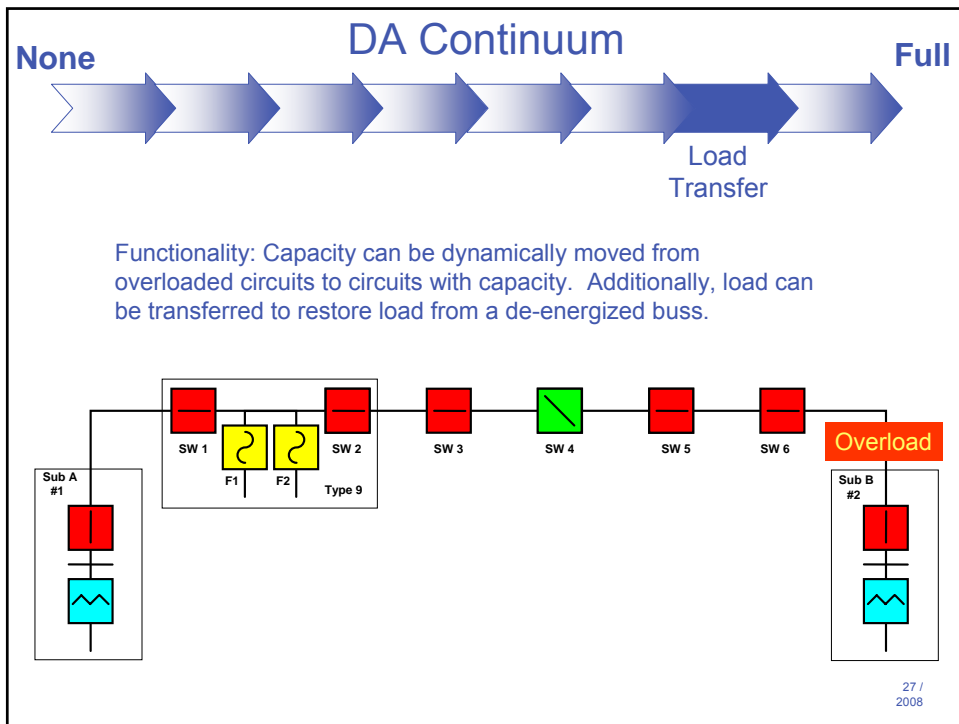 DA Continuum
None
Full
Load
Transfer
Functionality: Capacity can be dynamically moved from
overloaded circuits to circuits with capacity. Additionally, load can
be transferred to restore load from a de-energized buss.
SW 1
SW 2
SW 3
SW 4
SW 5
SW 6
Overload
F1
F2
Type 9
Sub A
#1
Sub B
#2
27 /
2008